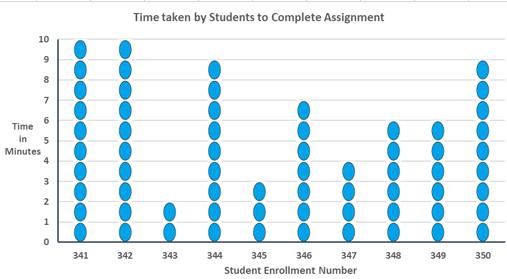 Time taken by Students to Complete Assignment
10
9
8
7
6
5
4
3
2
1
0
Time
in
Minutes
341 342 343 344 345 346 347 348 349 350
Student Enrollment Number